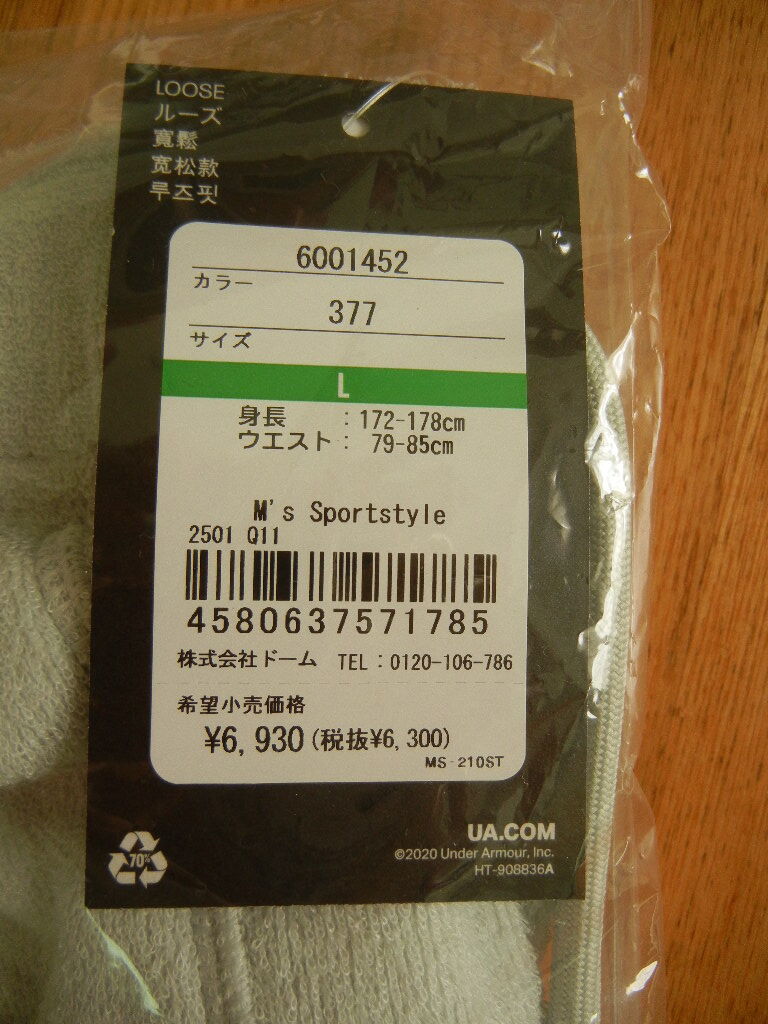 LOOSE
ルーズ
寬鬆
宽松款
루즈핏
6001452
カラー
377
サイズ
L
身長 : 172-178cm
ウエスト : 79-85cm
M's Sportstyle
2501 Q11
4580637571785
株式会社ドーム TEL : 0120-106-786
希望小売価格
¥6,930 (税抜¥6,300)
MS-210ST
70%
UA.COM
©2020 Under Armour, Inc.
HT-908836A